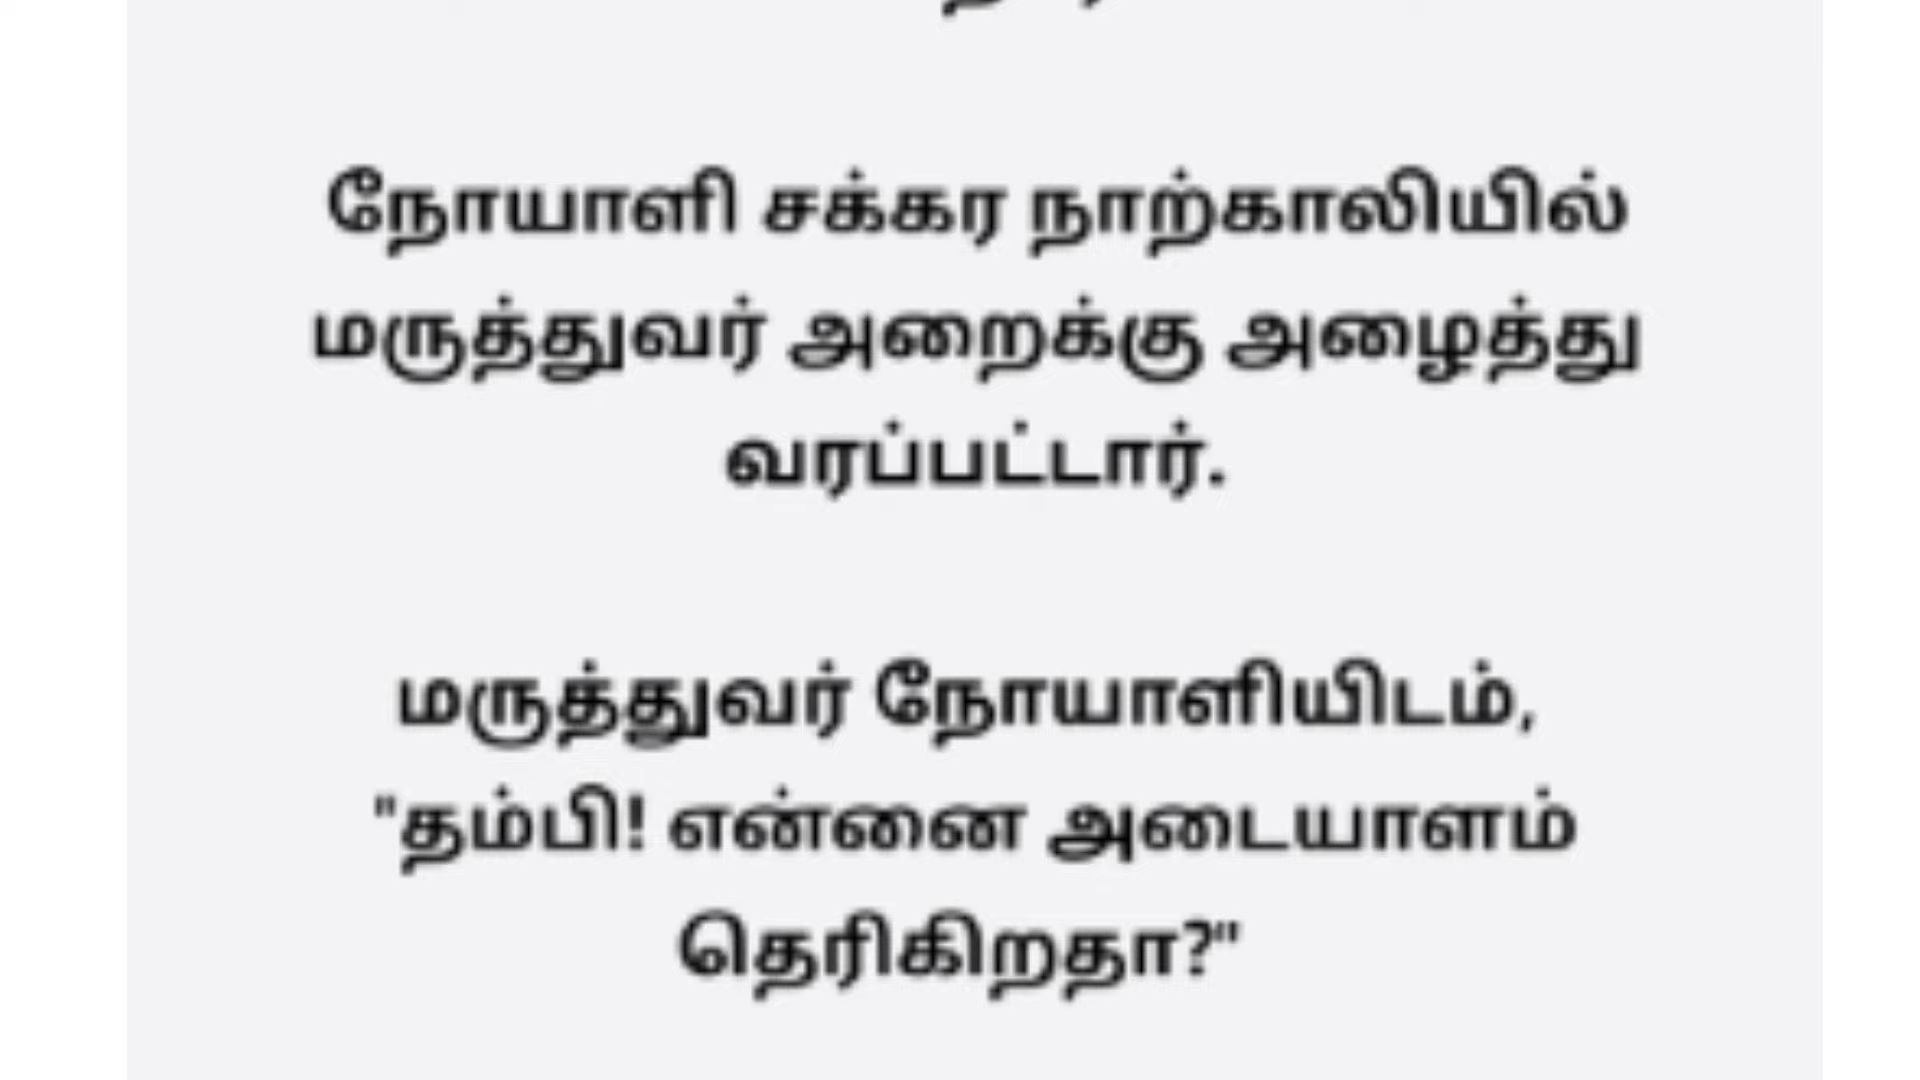 நோயாளி சக்கர நாற்காலியில்
மருத்துவர் அறைக்கு அழைத்து
வரப்பட்டார்.
மருத்துவர் நோயாளியிடம்,
"தம்பி! என்னை அடையாளம்
தெரிகிறதா?"